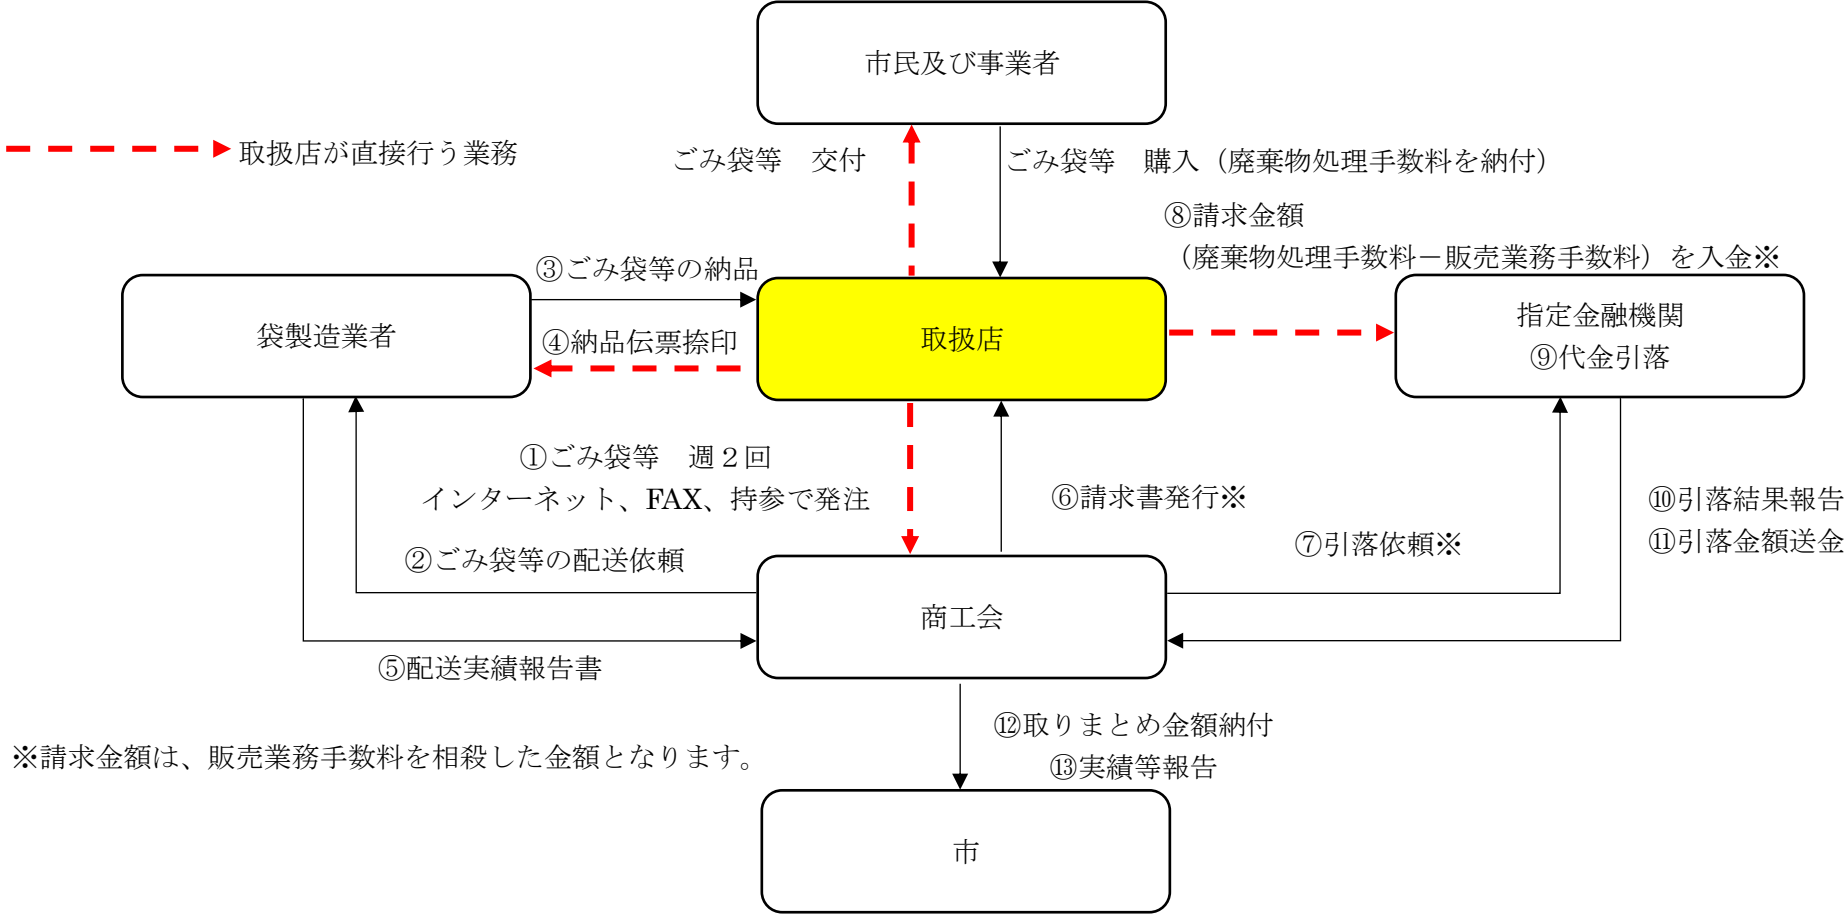 市民及び事業者
取扱店が直接行う業務
ごみ袋等　交付
ごみ袋等　購入（廃棄物処理手数料を納付）
⑧請求金額
（廃棄物処理手数料－販売業務手数料）を入金※
③ごみ袋等の納品
袋製造業者
④納品伝票捺印
取扱店
指定金融機関
⑨代金引落
①ごみ袋等　週２回
インターネット、FAX、持参で発注
⑥請求書発行※
⑩引落結果報告
⑪引落金額送金
②ごみ袋等の配送依頼
⑦引落依頼※
商工会
⑤配送実績報告書
⑫取りまとめ金額納付
⑬実績等報告
※請求金額は、販売業務手数料を相殺した金額となります。
市